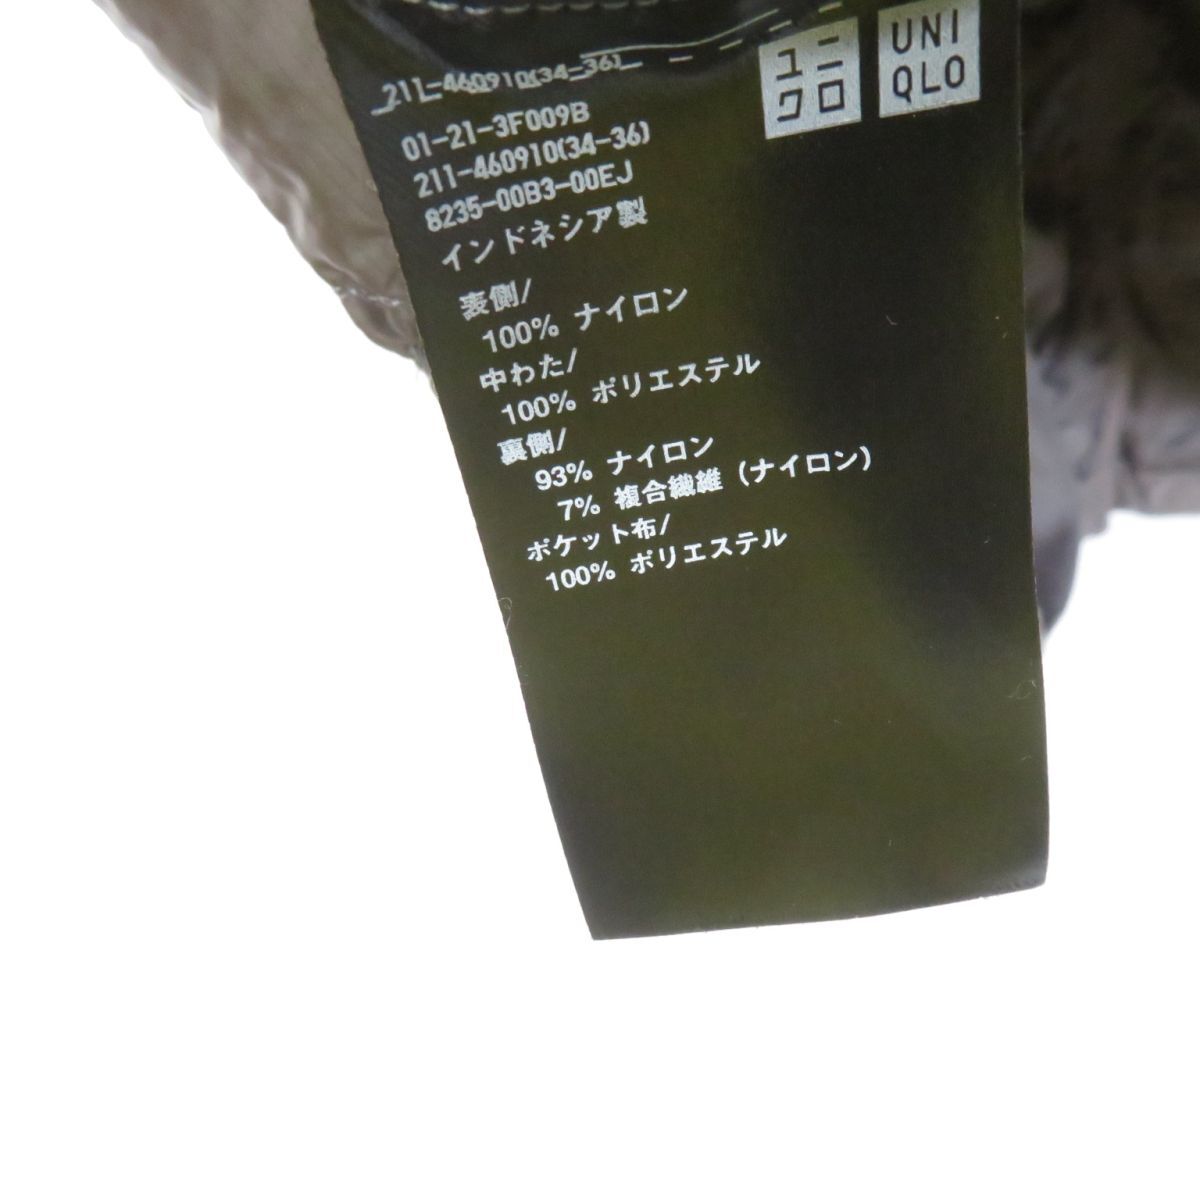 ユニ
クロ
UNI
QLO
211-460910(34-36)
01-21-3F009B
211-460910(34-36)
8235-00B3-00EJ
インドネシア製
表側/
100% ナイロン
中わた/
100% ポリエステル
裏側/
93% ナイロン
7% 複合繊維 (ナイロン)
ポケット布/
100% ポリエステル